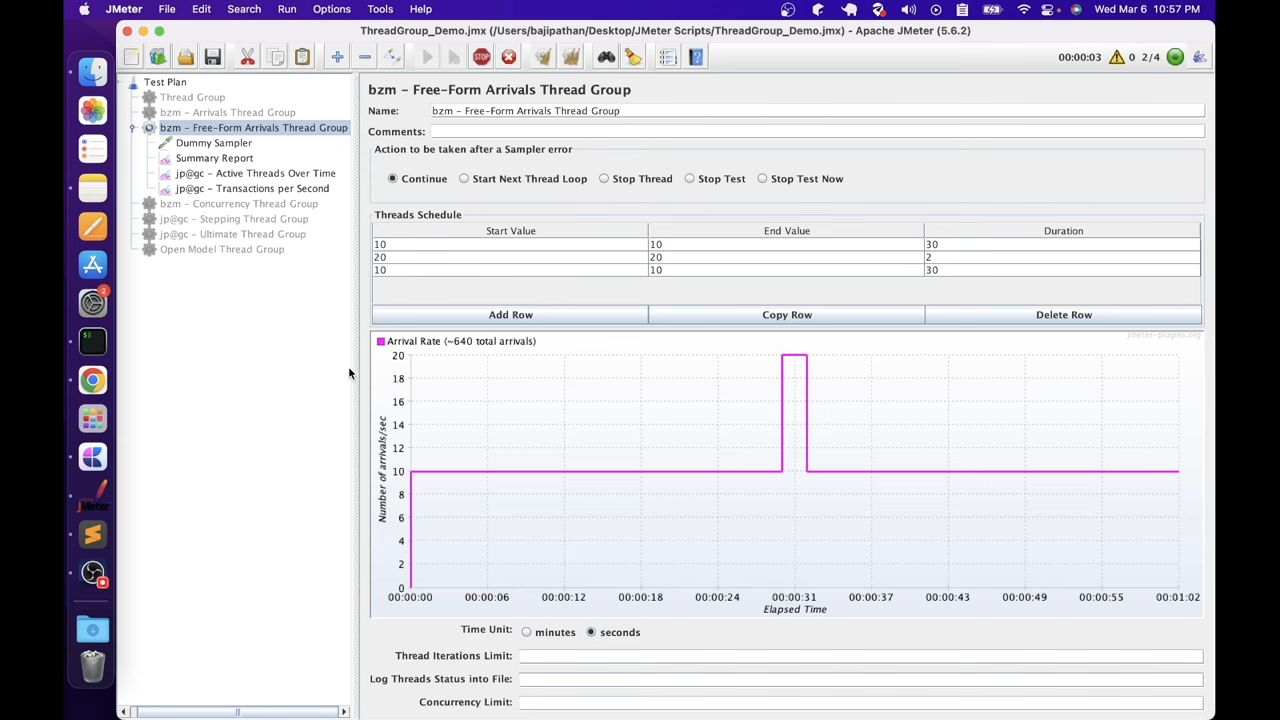 JMeter File Edit Search Run Options Tools Help Wed Mar 6 10:57 PM
ThreadGroup_Demo.jmx (/Users/bajipathan/Desktop/JMeter Scripts/ThreadGroup_Demo.jmx) - Apache JMeter (5.6.2)
STOP 00:00:03 0 2/4
Test Plan
Thread Group
bzm - Arrivals Thread Group
bzm - Free-Form Arrivals Thread Group
Dummy Sampler
Summary Report
jp@gc - Active Threads Over Time
jp@gc - Transactions per Second
bzm - Concurrency Thread Group
jp@gc - Stepping Thread Group
jp@gc - Ultimate Thread Group
Open Model Thread Group
2
JMeter
bzm - Free-Form Arrivals Thread Group
Name: bzm - Free-Form Arrivals Thread Group
Comments:
Action to be taken after a Sampler error
Continue Start Next Thread Loop Stop Thread Stop Test Stop Test Now
Threads Schedule
Start Value End Value Duration
10 10 30
20 20 2
10 10 30
Add Row Copy Row Delete Row
jmeter-plugins.org
Arrival Rate (~640 total arrivals)
20
18
16
14
12
10
8
6
4
2
0
Number of arrivals/sec
00:00:00 00:00:06 00:00:12 00:00:18 00:00:24 00:00:31 00:00:37 00:00:43 00:00:49 00:00:55 00:01:02
Elapsed Time
Time Unit: minutes seconds
Thread Iterations Limit:
Log Threads Status into File:
Concurrency Limit: